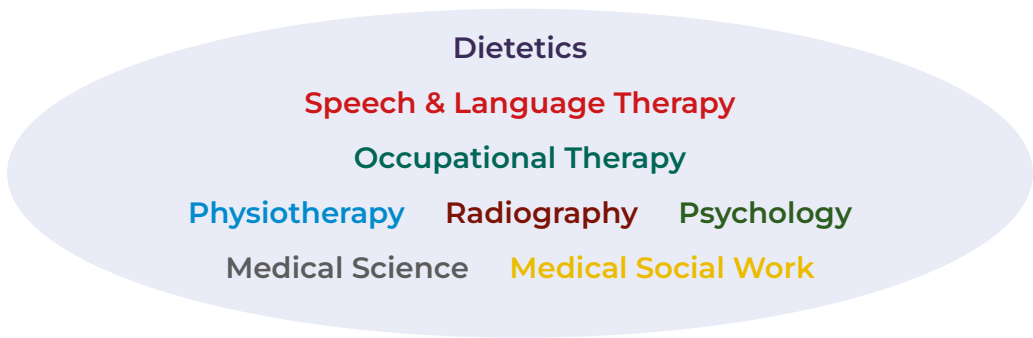 Dietetics
Speech & Language Therapy
Occupational Therapy
Physiotherapy Radiography Psychology
Medical Science Medical Social Work